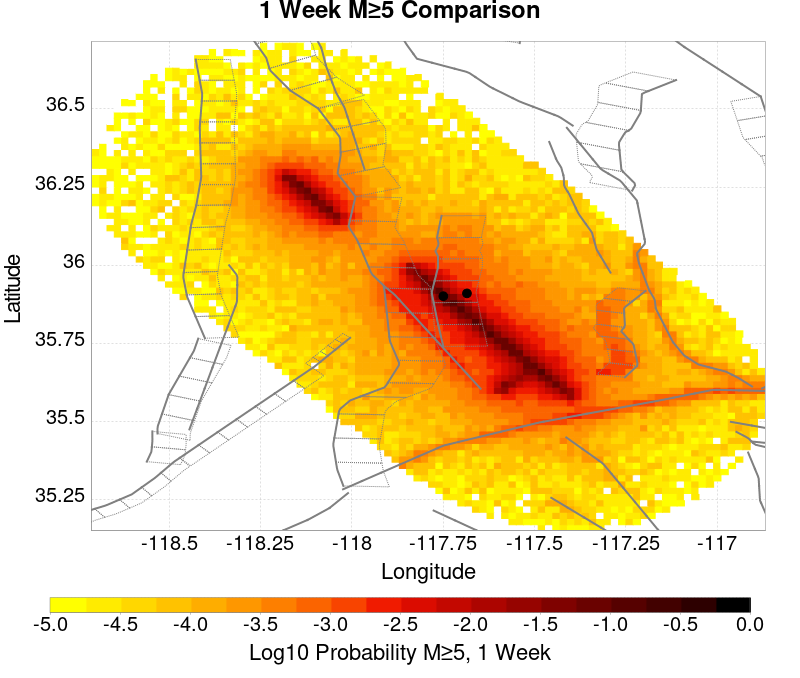 1 Week M≥5 Comparison
36.5
36.25
36
35.75
35.5
35.25
Latitude
-118.5 -118.25 -118 -117.75 -117.5 -117.25 -117
Longitude
-5.0 -4.5 -4.0 -3.5 -3.0 -2.5 -2.0 -1.5 -1.0 -0.5 0.0
Log10 Probability M≥5, 1 Week